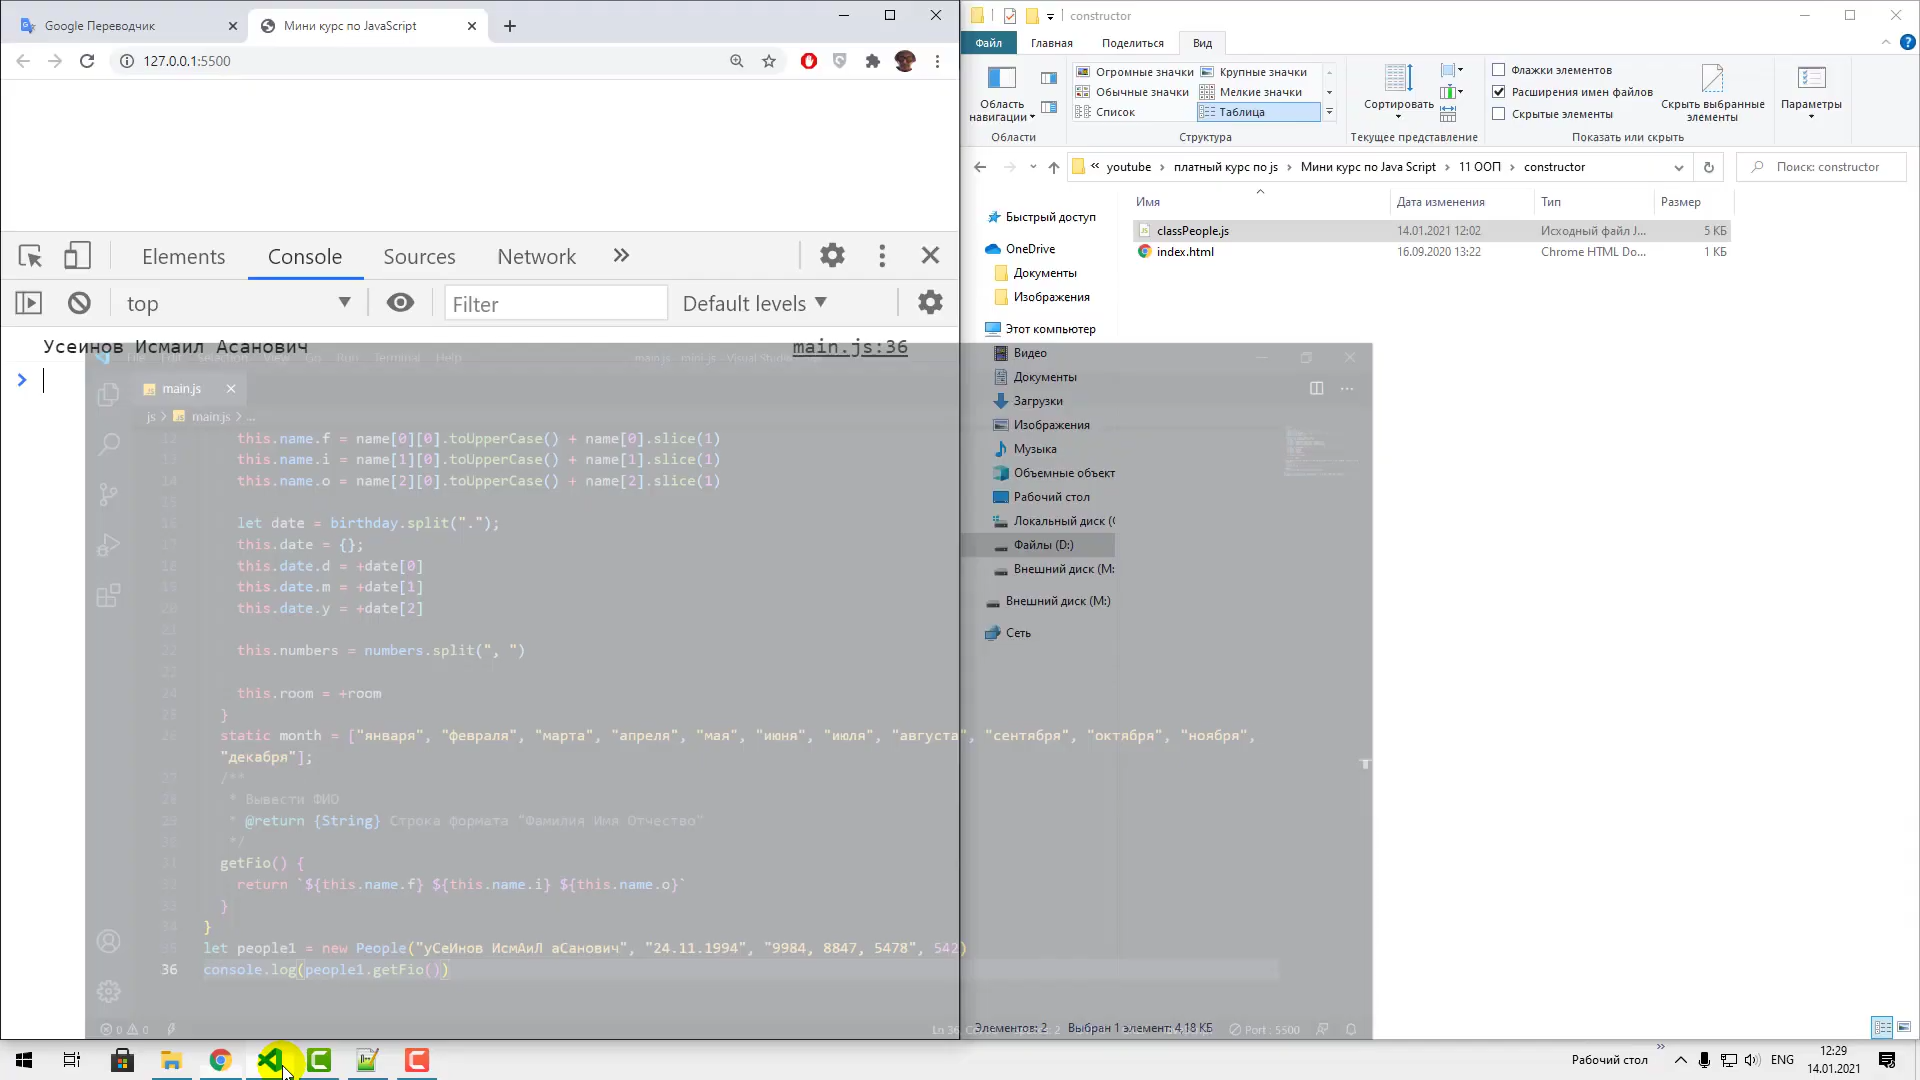 Google Переводчик
Мини курс по JavaScript
127.0.0.1:5500
Elements
Console
Sources
Network
top
Filter
Default levels
Усеинов Исмаил Асанович
main.js:36
main.js
js > main.js > ...
this.name.f = name[0][0].toUpperCase() + name[0].slice(1)
this.name.i = name[1][0].toUpperCase() + name[1].slice(1)
14 this.name.o = name[2][0].toUpperCase() + name[2].slice(1)
let date = birthday.split(".");
this.date = {};
this.date.d = +date[0]
this.date.m = +date[1]
20 this.date.y = +date[2]
this.numbers = numbers.split(", ")
24 this.room = +room
}
static month = ["января", "февраля", "марта", "апреля", "мая", "июня", "июля", "августа", "сентября", "октября", "ноября",
"декабря"];
/**
* Вывести ФИО
* @return {String} Строка формата "Фамилия Имя Отчество"
*/
getFio() {
return `${this.name.f} ${this.name.i} ${this.name.o}`
}
}
let people1 = new People("уСеИнов ИсмАиЛ аСанович", "24.11.1994", "9984, 8847, 5478", 542)
36 console.log(people1.getFio())
Port : 5500
constructor
Файл
Главная
Поделиться
Вид
Область
навигации
Области
Огромные значки
Крупные значки
Обычные значки
Мелкие значки
Список
Таблица
Структура
Сортировать
Текущее представление
Флажки элементов
Расширения имен файлов
Скрытые элементы
Скрыть выбранные
элементы
Показать или скрыть
Параметры
« youtube > платный курс по js > Мини курс по Java Script > 11 ООП > constructor
Поиск: constructor
Имя
Дата изменения
Тип
Размер
classPeople.js
14.01.2021 12:02
Исходный файл J...
5 КБ
index.html
16.09.2020 13:22
Chrome HTML Do...
1 КБ
Быстрый доступ
OneDrive
Документы
Изображения
Этот компьютер
Видео
Документы
Загрузки
Изображения
Музыка
Объемные объект
Рабочий стол
Локальный диск (
Файлы (D:)
Внешний диск (M:
Внешний диск (M:)
Сеть
Элементов: 2
Выбран 1 элемент: 4,18 КБ
Рабочий стол
ENG
12:29
14.01.2021